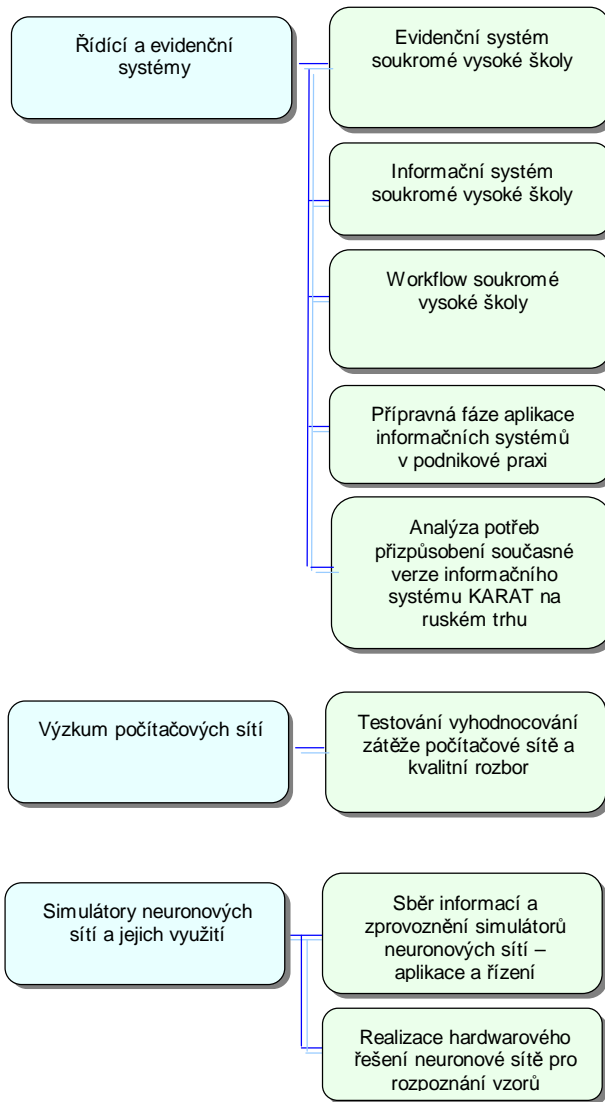 Řídící a evidenční
systémy
Evidenční systém
soukromé vysoké školy
Informační systém
soukromé vysoké školy
Workflow soukromé
vysoké školy
Přípravná fáze aplikace
informačních systémů
v podnikové praxi
Analýza potřeb
přizpůsobení současné
verze informačního
systému KARAT na
ruském trhu
Výzkum počítačových sítí
Testování vyhodnocování
zátěže počítačové sítě a
kvalitní rozbor
Simulátory neuronových
sítí a jejich využití
Sběr informací a
zprovoznění simulátorů
neuronových sítí –
aplikace a řízení
Realizace hardwarového
řešení neuronové sítě pro
rozpoznání vzorů